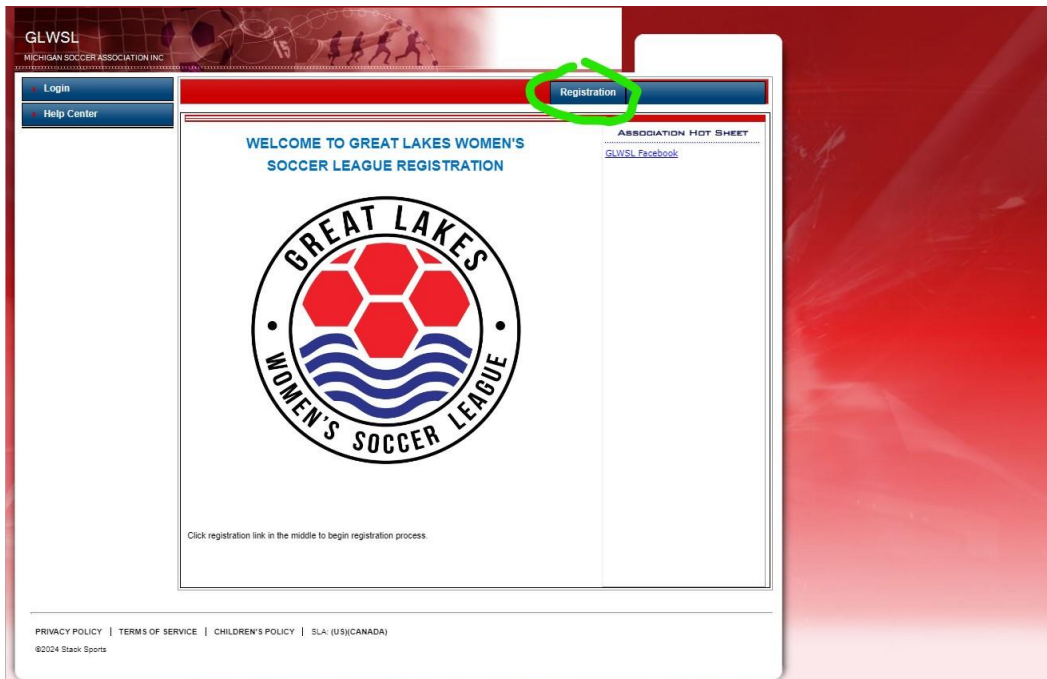 GLWSL
MICHIGAN SOCCER ASSOCIATION INC
Login
Help Center
Registration
WELCOME TO GREAT LAKES WOMEN'S
SOCCER LEAGUE REGISTRATION
GREAT LAKES
WOMEN'S SOCCER LEAGUE
Click registration link in the middle to begin registration process.
ASSOCIATION HOT SHEET
GLWSL Facebook
PRIVACY POLICY | TERMS OF SERVICE | CHILDREN'S POLICY | SLA: (US)(CANADA)
©2024 Stack Sports